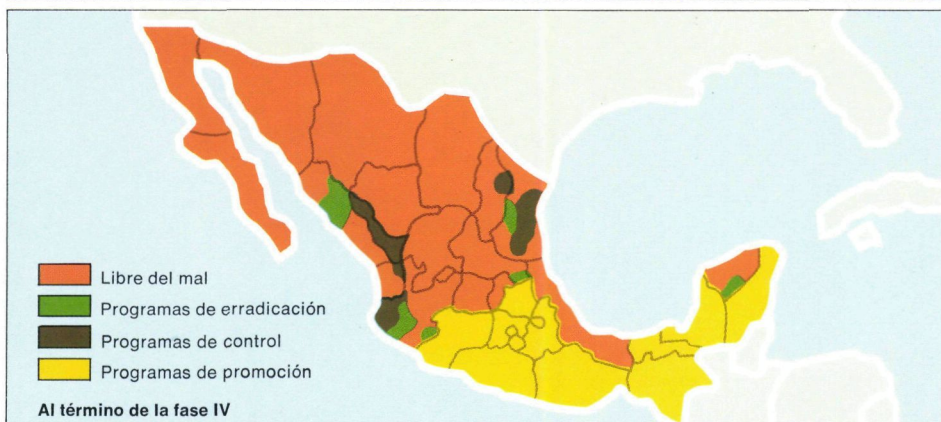 Libre del mal
Programas de erradicación
Programas de control
Programas de promoción
Al término de la fase IV